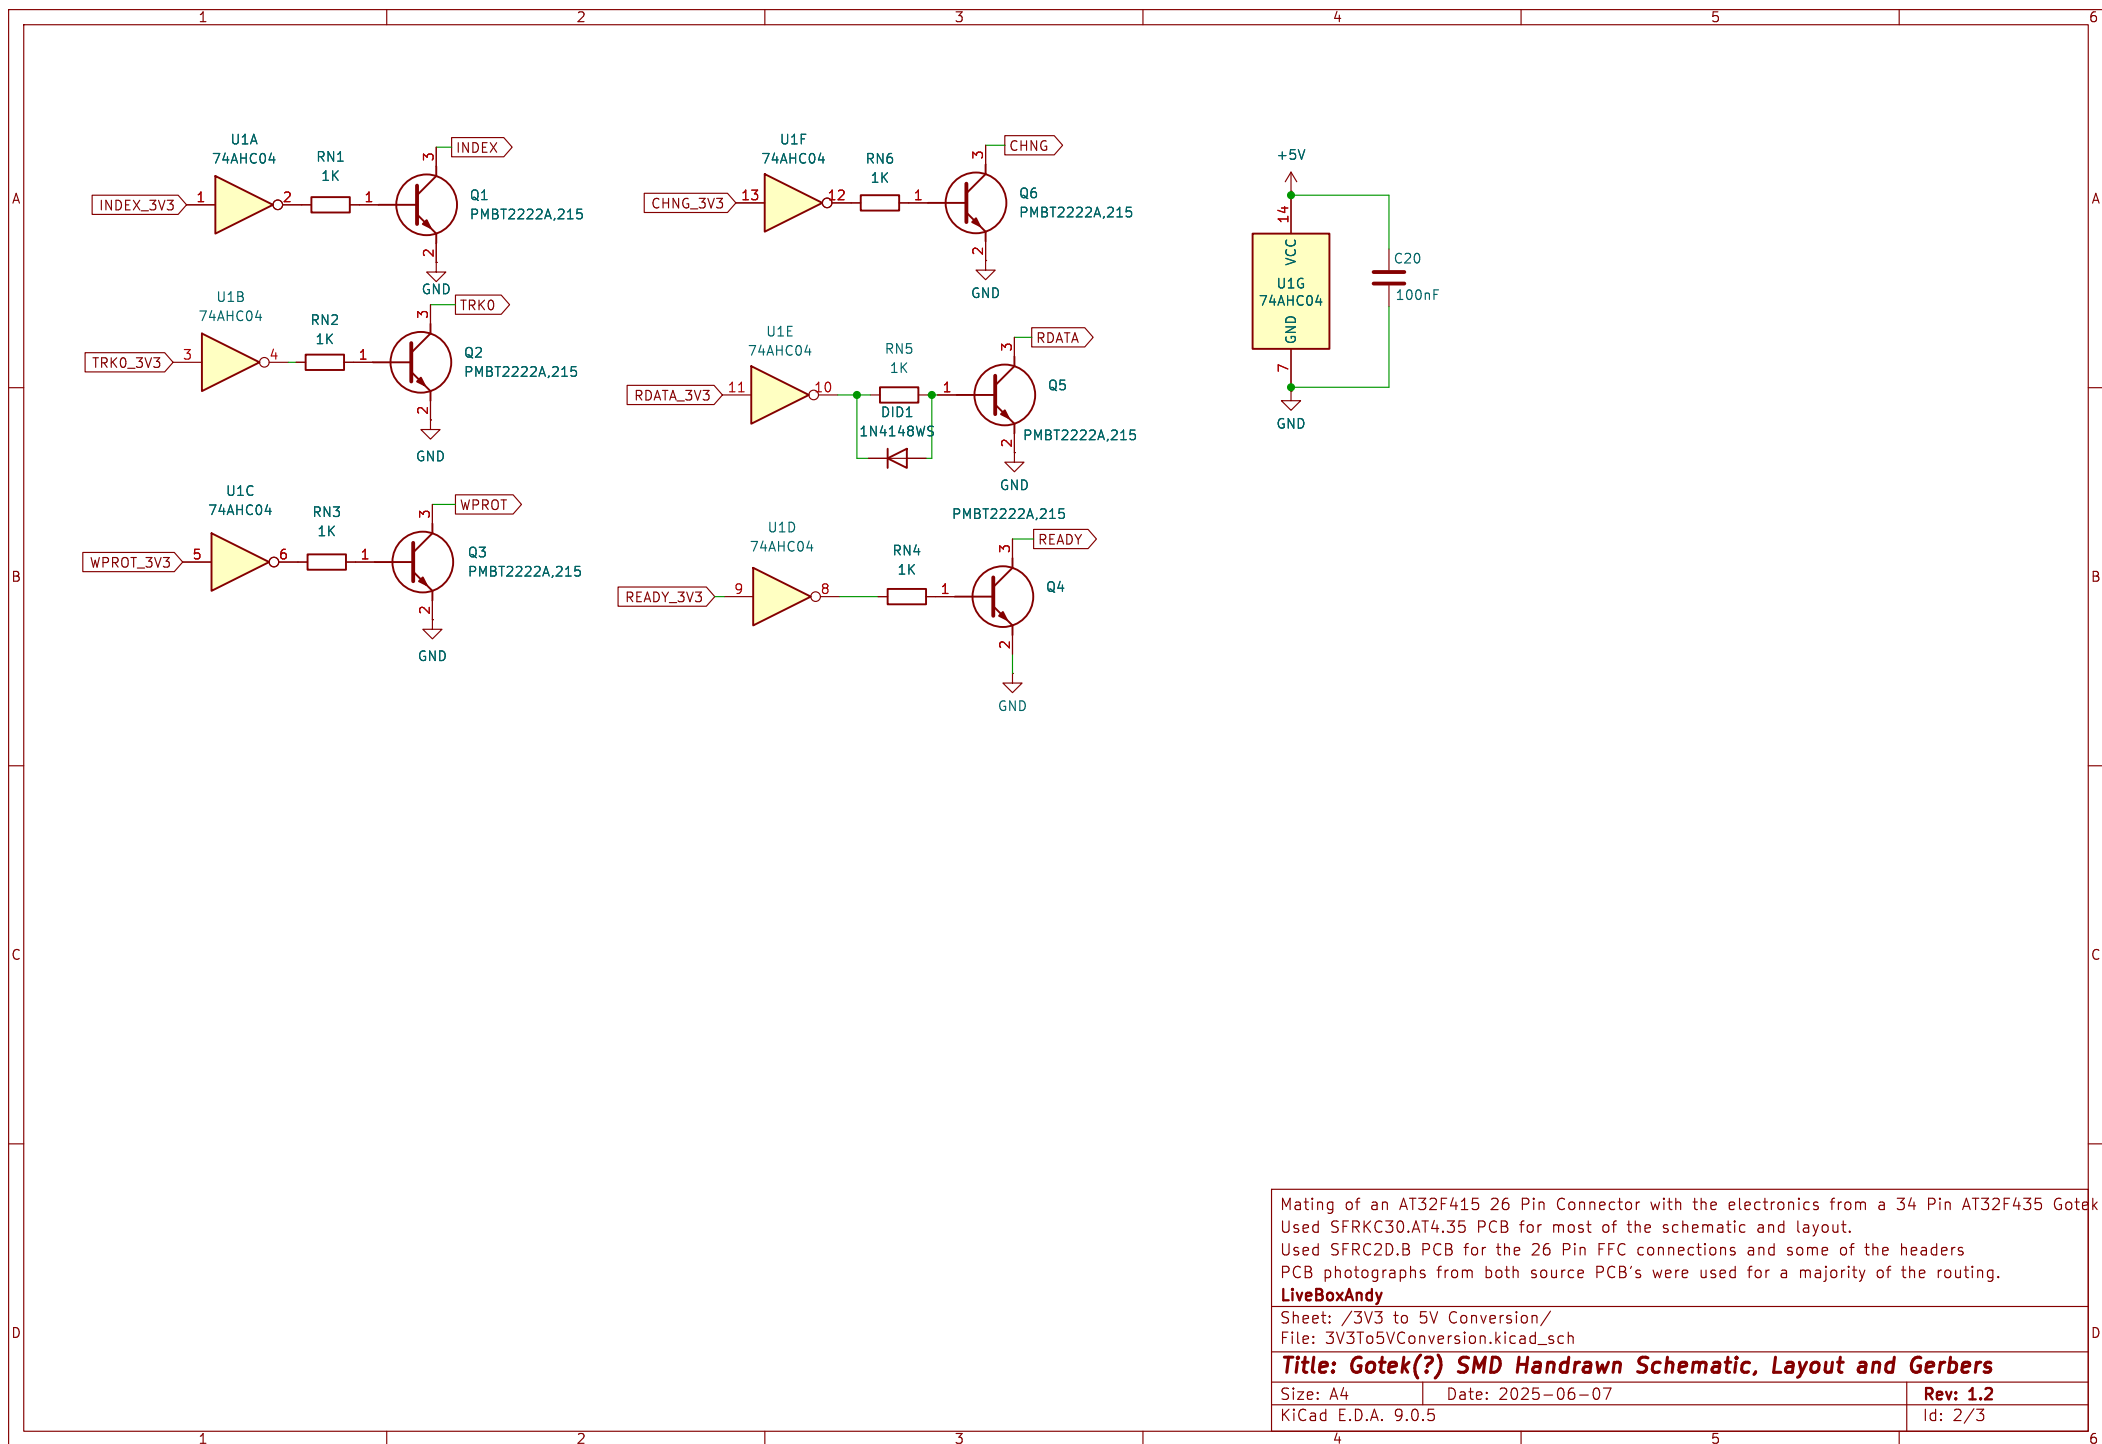 1 2 3 4 5 6
A
B
C
D
U1A
74AHC04
RN1
1K
INDEX_3V3
1
2
1
3
2
INDEX
Q1
PMBT2222A,215
GND
U1B
74AHC04
RN2
1K
TRK0_3V3
3
4
1
3
2
TRK0
Q2
PMBT2222A,215
GND
U1C
74AHC04
RN3
1K
WPROT_3V3
5
6
1
3
2
WPROT
Q3
PMBT2222A,215
GND
U1F
74AHC04
RN6
1K
CHNG_3V3
13
12
1
3
2
CHNG
Q6
PMBT2222A,215
GND
U1E
74AHC04
RN5
1K
RDATA_3V3
11
10
DID1
1N4148WS
1
3
2
RDATA
Q5
PMBT2222A,215
GND
U1D
74AHC04
RN4
1K
READY_3V3
9
8
1
PMBT2222A,215
3
2
READY
Q4
GND
+5V
14
VCC
U1G
74AHC04
GND
7
GND
C20
100nF
A
B
C
D
Mating of an AT32F415 26 Pin Connector with the electronics from a 34 Pin AT32F435 Gotek
Used SFRKC30.AT4.35 PCB for most of the schematic and layout.
Used SFRC2D.B PCB for the 26 Pin FFC connections and some of the headers
PCB photographs from both source PCB's were used for a majority of the routing.
LiveBoxAndy
Sheet: /3V3 to 5V Conversion/
File: 3V3To5VConversion.kicad_sch
Title: Gotek(?) SMD Handrawn Schematic, Layout and Gerbers
Size: A4 Date: 2025-06-07 Rev: 1.2
KiCad E.D.A. 9.0.5 Id: 2/3
1 2 3 4 5 6